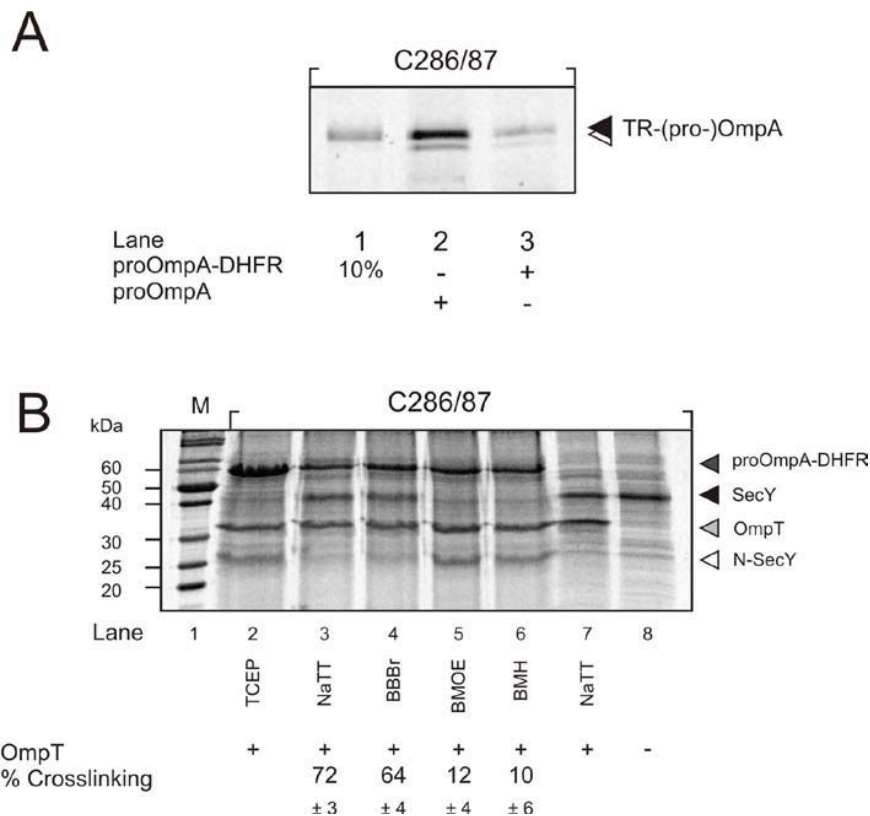 A
C286/87
TR-(pro-)OmpA
Lane 1 2 3
proOmpA-DHFR 10% - +
proOmpA + -
B
M C286/87
kDa
60
50
40
30
25
20
proOmpA-DHFR
SecY
OmpT
N-SecY
Lane 1 2 3 4 5 6 7 8
TCEP NaTT BBBr BMOE BMH NaTT
OmpT + + + + + + -
% Crosslinking 72 64 12 10
± 3 ± 4 ± 4 ± 6